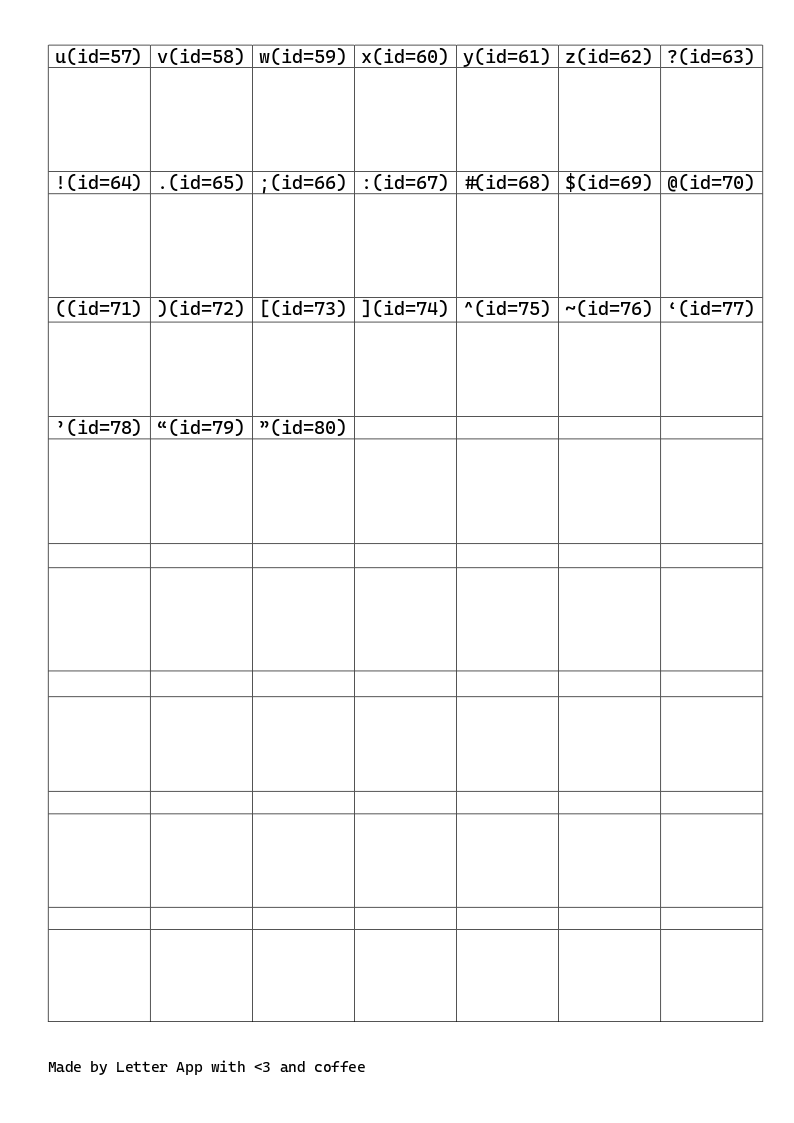 u(id=57) v(id=58) w(id=59) x(id=60) y(id=61) z(id=62) ?(id=63)
!(id=64) .(id=65) ;(id=66) :(id=67) #(id=68) $(id=69) @(id=70)
((id=71) )(id=72) [(id=73) ](id=74) ^(id=75) ~(id=76) ‘(id=77)
’(id=78) “(id=79) ”(id=80)
Made by Letter App with <3 and coffee